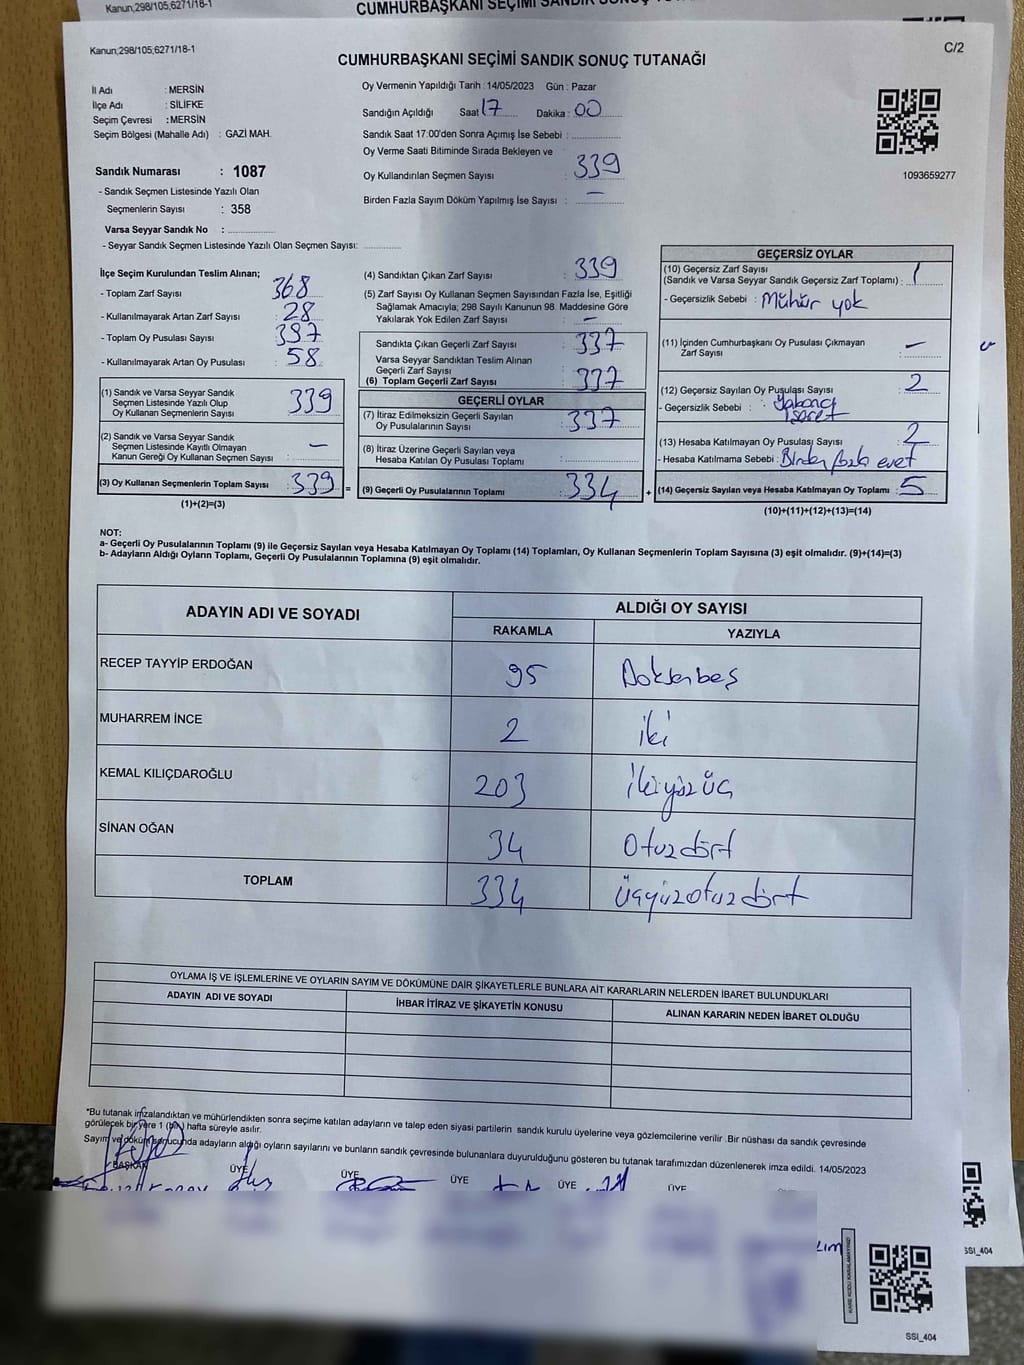 Kanun,298/105,6271/18-1
CUMHURBAŞKANI SEÇİMİ SANDIK SONUÇ
Kanun,298/105,6271/18-1
C/2
CUMHURBAŞKANI SEÇİMİ SANDIK SONUÇ TUTANAĞI
İl Adı : MERSİN
İlçe Adı : SİLİFKE
Seçim Çevresi : MERSİN
Seçim Bölgesi (Mahalle Adı) : GAZİ MAH.
Sandık Numarası : 1087
- Sandık Seçmen Listesinde Yazılı Olan
Seçmenlerin Sayısı : 358
Varsa Seyyar Sandık No :
- Seyyar Sandık Seçmen Listesinde Yazılı Olan Seçmen Sayısı:
Oy Vermenin Yapıldığı Tarih : 14/05/2023 Gün : Pazar
Sandığın Açıldığı Saat 17 Dakika : 00
Sandık Saat 17:00'den Sonra Açımış İse Sebebi :
Oy Verme Saati Bitiminde Sırada Bekleyen ve
Oy Kullandırılan Seçmen Sayısı : 339
Birden Fazla Sayım Döküm Yapılmış İse Sayısı : —
1093659277
İlçe Seçim Kurulundan Teslim Alınan;
- Toplam Zarf Sayısı : 368
- Kullanılmayarak Artan Zarf Sayısı : 28
- Toplam Oy Pusulası Sayısı : 397
- Kullanılmayarak Artan Oy Pusulası : 58
(1) Sandık ve Varsa Seyyar Sandık
Seçmen Listesinde Yazılı Olup
Oy Kullanan Seçmenlerin Sayısı : 339
(2) Sandık ve Varsa Seyyar Sandık
Seçmen Listesinde Kayıtlı Olmayan
Kanun Gereği Oy Kullanan Seçmen Sayısı : —
(3) Oy Kullanan Seçmenlerin Toplam Sayısı : 339 =
(1)+(2)=(3)
(4) Sandıktan Çıkan Zarf Sayısı : 339
(5) Zarf Sayısı Oy Kullanan Seçmen Sayısından Fazla İse, Eşitliği
Sağlamak Amacıyla; 298 Sayılı Kanunun 98. Maddesine Göre
Yakılarak Yok Edilen Zarf Sayısı : —
Sandıkta Çıkan Geçerli Zarf Sayısı : 337
Varsa Seyyar Sandıktan Teslim Alınan
Geçerli Zarf Sayısı :
(6) Toplam Geçerli Zarf Sayısı : 337
GEÇERLİ OYLAR
(7) İtiraz Edilmeksizin Geçerli Sayılan
Oy Pusulalarının Sayısı : 337
(8) İtiraz Üzerine Geçerli Sayılan veya
Hesaba Katılan Oy Pusulası Toplamı :
(9) Geçerli Oy Pusulalarının Toplamı : 334 +
GEÇERSİZ OYLAR
(10) Geçersiz Zarf Sayısı
(Sandık ve Varsa Seyyar Sandık Geçersiz Zarf Toplamı) : 1
- Geçersizlik Sebebi : Mühür yok
(11) İçinden Cumhurbaşkanı Oy Pusulası Çıkmayan
Zarf Sayısı : —
(12) Geçersiz Sayılan Oy Pusulası Sayısı : 2
- Geçersizlik Sebebi : Yabancı
işaret
(13) Hesaba Katılmayan Oy Pusulası Sayısı : 2
- Hesaba Katılmama Sebebi : Birden fazla evet
(14) Geçersiz Sayılan veya Hesaba Katılmayan Oy Toplamı : 5
(10)+(11)+(12)+(13)=(14)
NOT:
a- Geçerli Oy Pusulalarının Toplamı (9) ile Geçersiz Sayılan veya Hesaba Katılmayan Oy Toplamı (14) Toplamları, Oy Kullanan Seçmenlerin Toplam Sayısına (3) eşit olmalıdır. (9)+(14)=(3)
b- Adayların Aldığı Oyların Toplamı, Geçerli Oy Pusulalarının Toplamına (9) eşit olmalıdır.
ADAYIN ADI VE SOYADI ALDIĞI OY SAYISI
RAKAMLA YAZIYLA
RECEP TAYYİP ERDOĞAN 95 Doksanbeş
MUHARREM İNCE 2 iki
KEMAL KILIÇDAROĞLU 203 ikiyüzüç
SİNAN OĞAN 34 Otuzdört
TOPLAM 334 üçyüzotuzdört
OYLAMA İŞ VE İŞLEMLERİNE VE OYLARIN SAYIM VE DÖKÜMÜNE DAİR ŞİKAYETLERLE BUNLARA AİT KARARLARIN NELERDEN İBARET BULUNDUKLARI
ADAYIN ADI VE SOYADI İHBAR İTİRAZ VE ŞİKAYETİN KONUSU ALINAN KARARIN NEDEN İBARET OLDUĞU
*Bu tutanak imzalandıktan ve mühürlendikten sonra seçime katılan adayların ve talep eden siyasi partilerin sandık kurulu üyelerine veya gözlemcilerine verilir .Bir nüshası da sandık çevresinde
görülecek bir yere 1 (bir) hafta süreyle asılır.
Sayım ve döküm sonucunda adayların aldığı oyların sayılarını ve bunların sandık çevresinde bulunanlara duyurulduğunu gösteren bu tutanak tarafımızdan düzenlenerek imza edildi. 14/05/2023
BAŞKAN ÜYE ÜYE ÜYE ÜYE ÜYE
KARE KODU KARALAMAYINIZ!
SSI_404
SSI_404